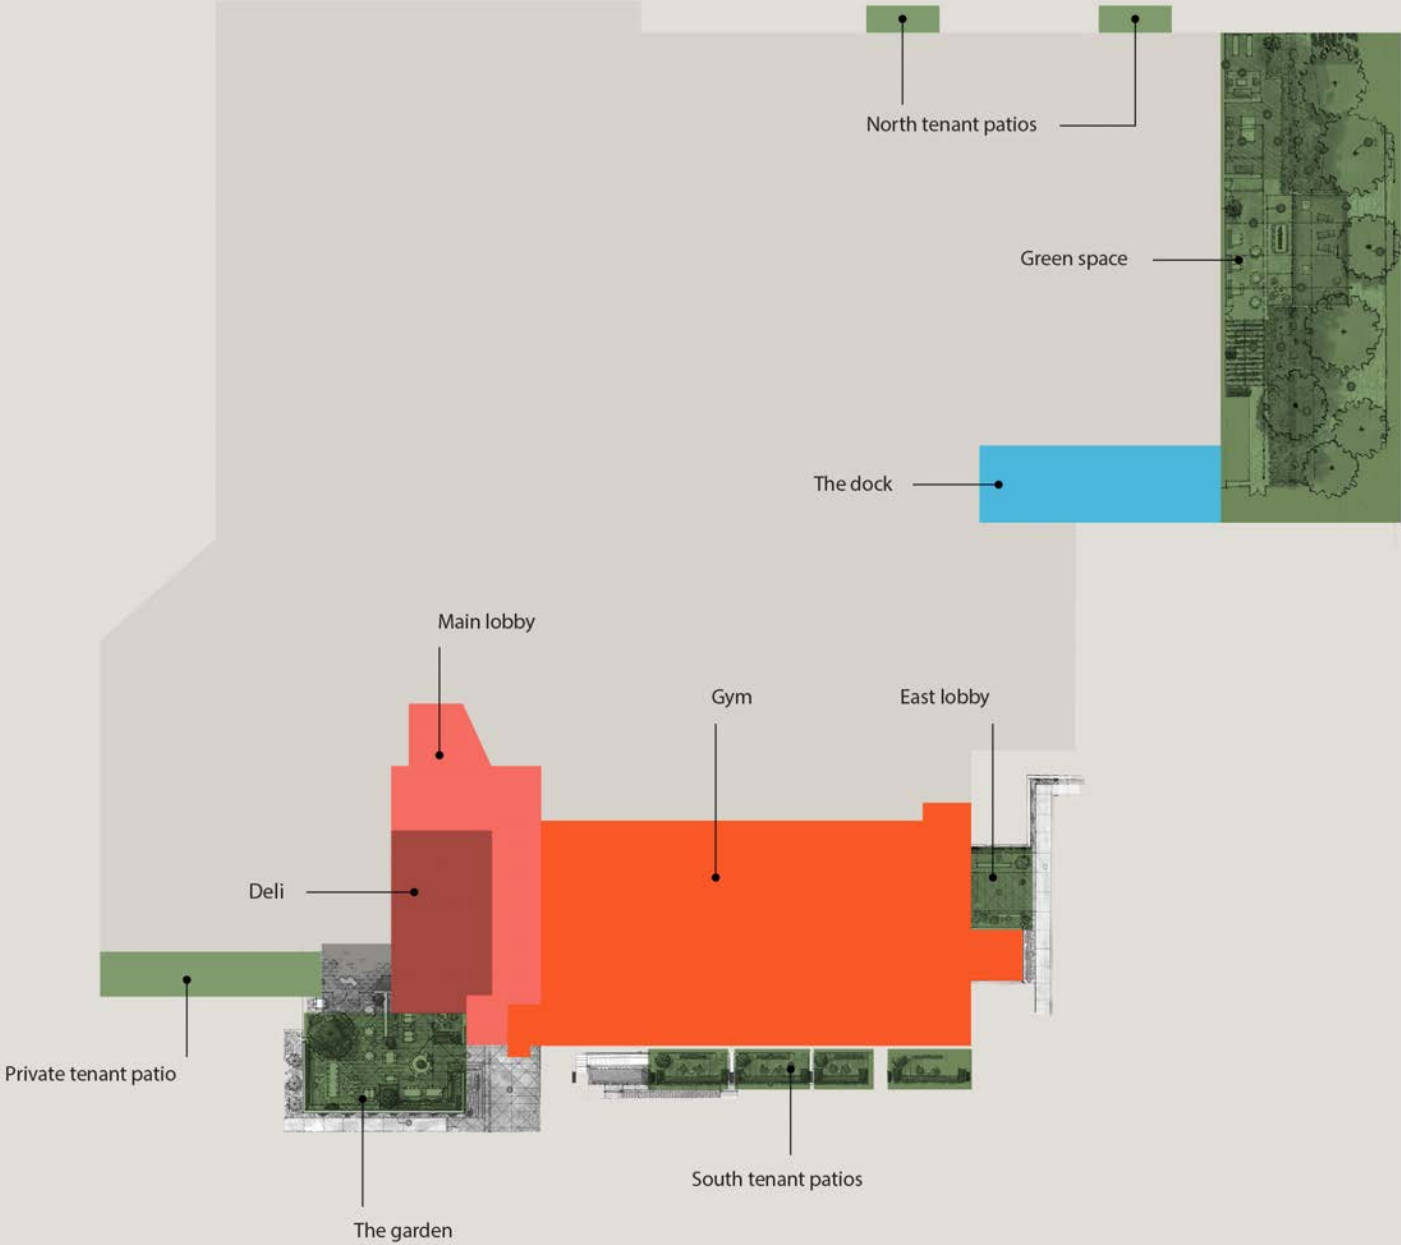 North tenant patios
Green space
The dock
Main lobby
Gym
East lobby
Deli
Private tenant patio
South tenant patios
The garden